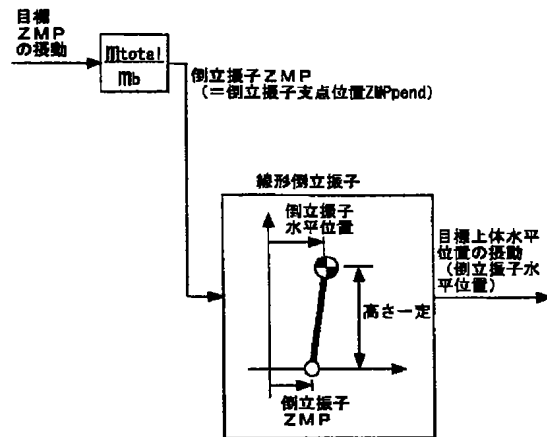 目標
ZMP
の摂動
mtotal
mb
倒立振子ZMP
(=倒立振子支点位置ZMPpend)
線形倒立振子
倒立振子
水平位置
高さ一定
倒立振子
ZMP
目標上体水平
位置の摂動
(倒立振子水
平位置)